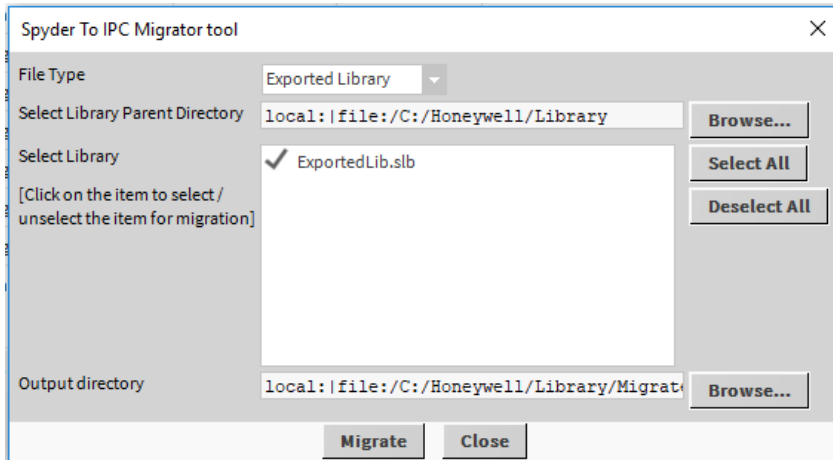 Spyder To IPC Migrator tool
File Type
Exported Library
Select Library Parent Directory
local:|file:/C:/Honeywell/Library
Browse...
Select Library
ExportedLib.slb
Select All
[Click on the item to select /
unselect the item for migration]
Deselect All
Output directory
local:|file:/C:/Honeywell/Library/Migrate
Browse...
Migrate
Close